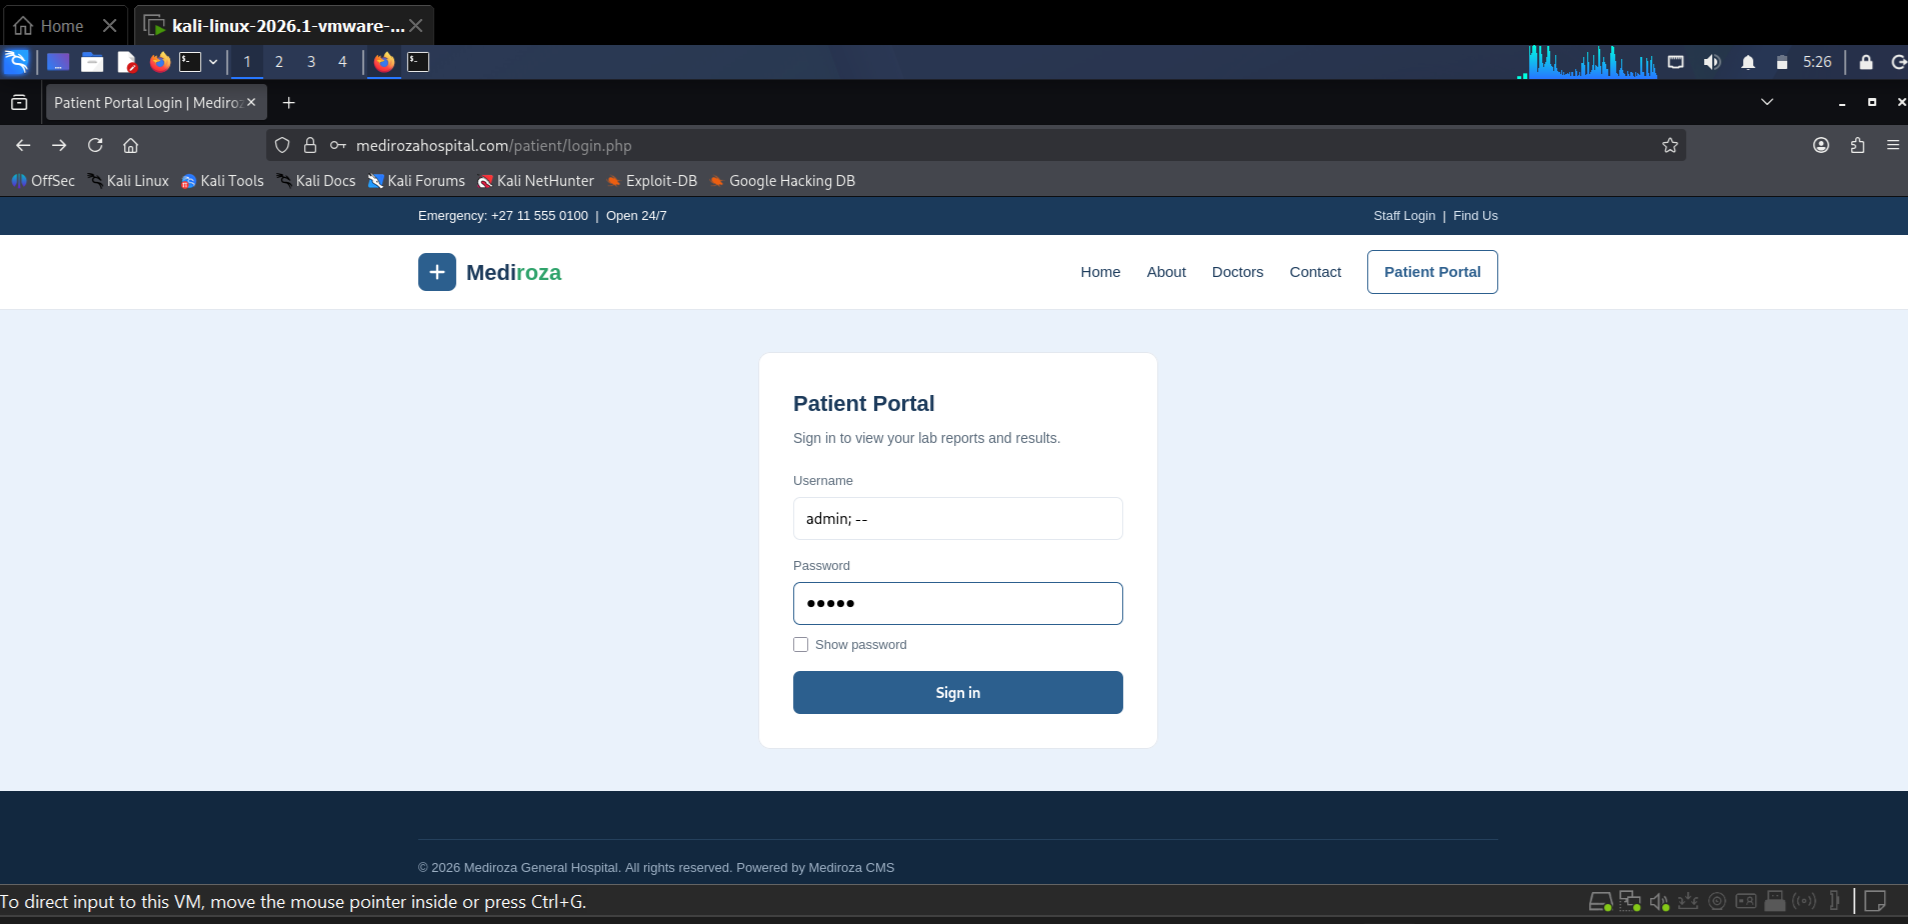 Home
kali-linux-2026.1-vmware-...
1 2 3 4
5:26
Patient Portal Login | Mediroz
medirozahospital.com/patient/login.php
OffSec Kali Linux Kali Tools Kali Docs Kali Forums Kali NetHunter Exploit-DB Google Hacking DB
Emergency: +27 11 555 0100 | Open 24/7
Staff Login | Find Us
Mediroza
Home About Doctors Contact Patient Portal
Patient Portal
Sign in to view your lab reports and results.
Username
admin; --
Password
●●●●●
Show password
Sign in
© 2026 Mediroza General Hospital. All rights reserved. Powered by Mediroza CMS
To direct input to this VM, move the mouse pointer inside or press Ctrl+G.